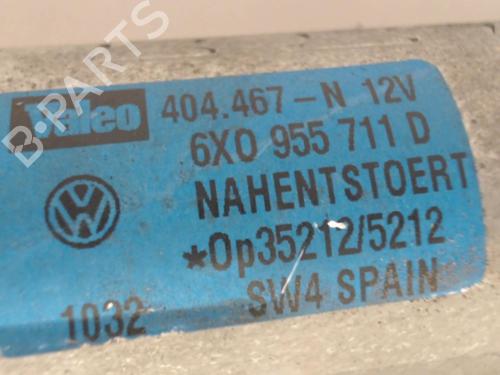 B-PARTS
Valeo 404.467-N 12V
6X0 955 711 D
NAHENTSTOERT
*Op35212/5212
1032 SW4 SPAIN